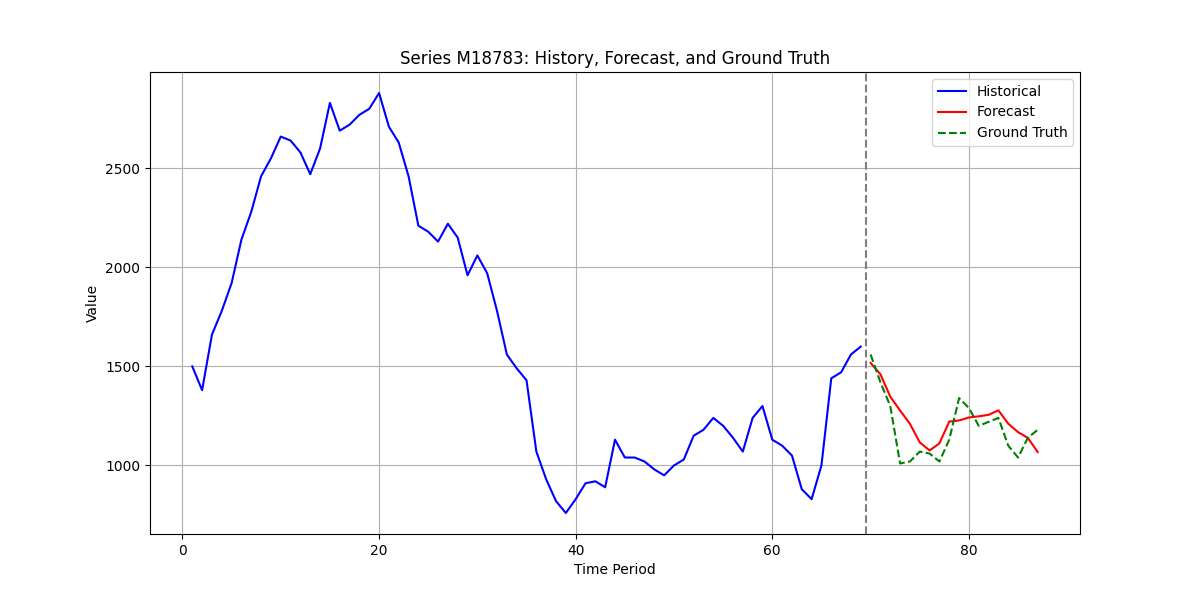 Series M18783: History, Forecast, and Ground Truth
Historical
Forecast
Ground Truth
2500
2000
1500
1000
Value
0 20 40 60 80
Time Period